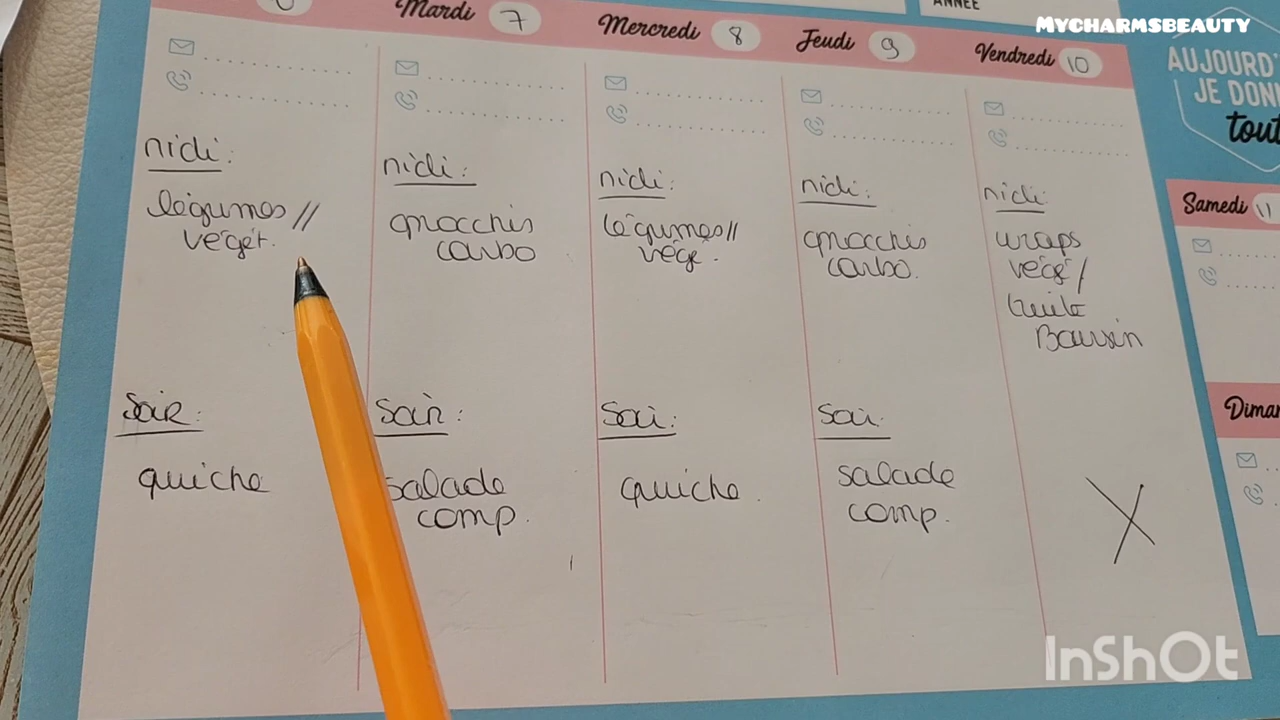 MYCHARMSBEAUTY
ANNÉE
Mardi 7
Mercredi 8
Jeudi 9
Vendredi 10
AUJOURD'
JE DON
tout
Samedi 11
Diman
midi:
légumes //
végét.
soir:
quiche
midi:
gnocchis
carbo
soir:
salade
comp.
midi:
légumes //
végé.
soir:
quiche.
midi:
gnocchis
carbo.
soir:
salade
comp.
midi:
wraps
végé /
truite
Boursin
X
InShOt